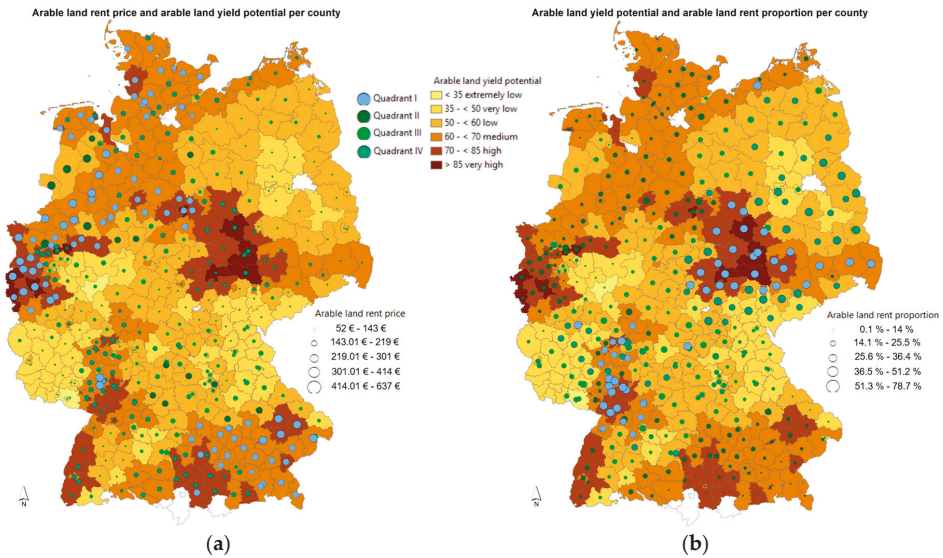 Arable land rent price and arable land yield potential per county
Arable land yield potential and arable land rent proportion per county
Quadrant I
Quadrant II
Quadrant III
Quadrant IV
Arable land yield potential
< 35 extremely low
35 - < 50 very low
50 - < 60 low
60 - < 70 medium
70 - < 85 high
> 85 very high
Arable land rent price
52 € - 143 €
143.01 € - 219 €
219.01 € - 301 €
301.01 € - 414 €
414.01 € - 637 €
Arable land rent proportion
0.1 % - 14 %
14.1 % - 25.5 %
25.6 % - 36.4 %
36.5 % - 51.2 %
51.3 % - 78.7 %
N
N
(a)
(b)